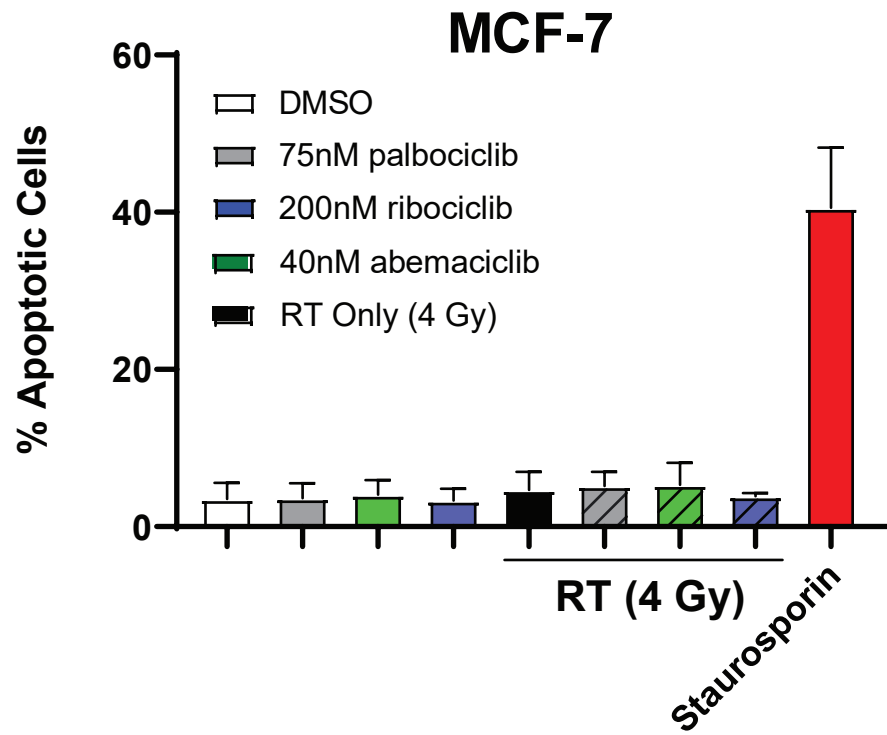 MCF-7
% Apoptotic Cells
60
40
20
0
DMSO
75nM palbociclib
200nM ribociclib
40nM abemaciclib
RT Only (4 Gy)
RT (4 Gy)
Staurosporin